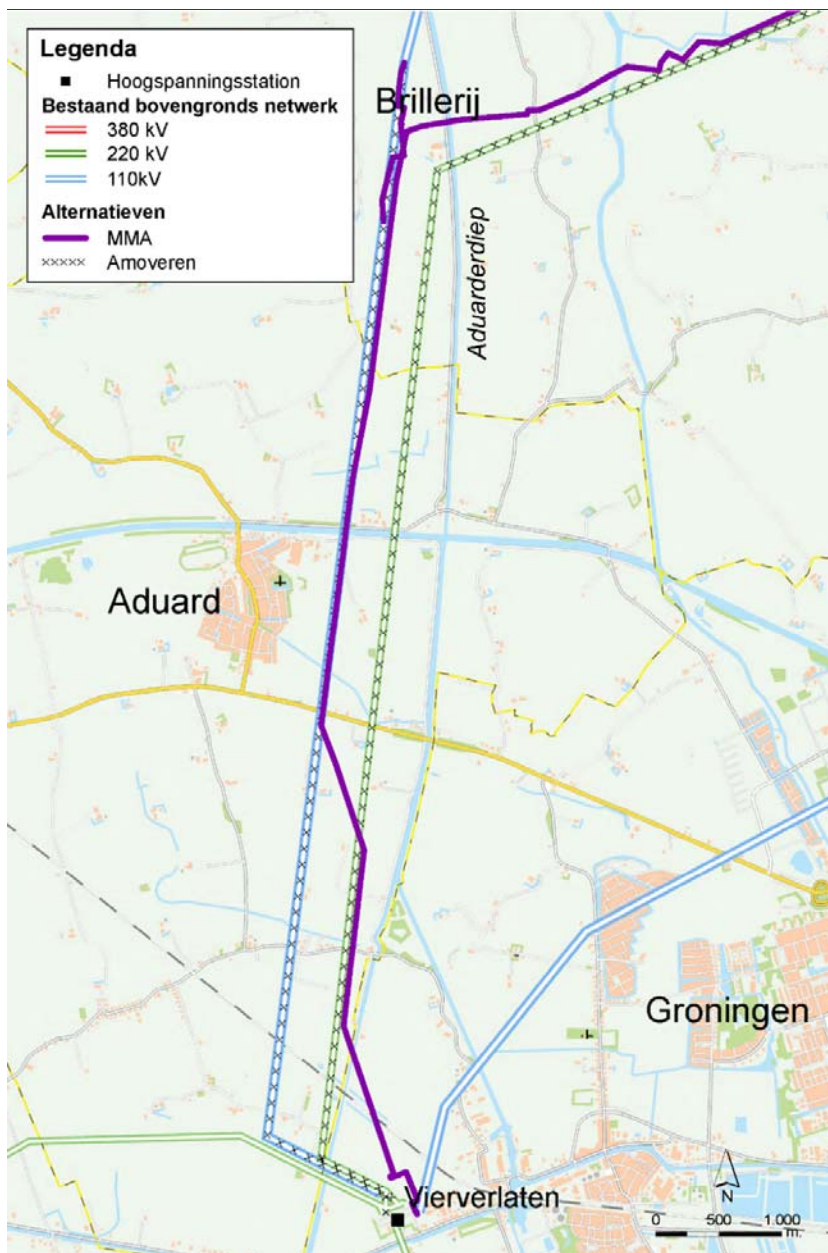 Legenda
Hoogspanningsstation
Bestaand bovengronds netwerk
380 kV
220 kV
110kV
Alternatieven
MMA
Amoveren
Brillerij
Aduarderdiep
Aduard
Groningen
Vierverlaten
N
0 500 1.000
m.